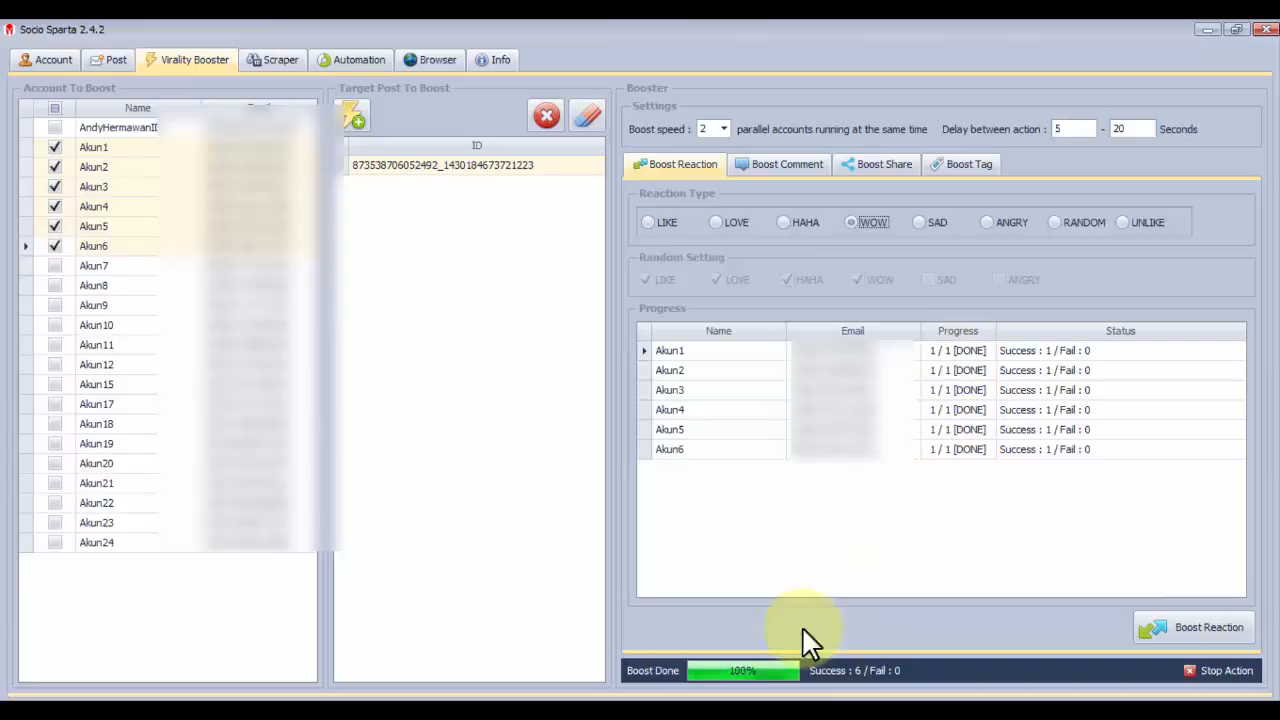 Socio Sparta 2.4.2
Account Post Virality Booster Scraper Automation Browser Info
Account To Boost
Name
AndyHermawanII
Akun1
Akun2
Akun3
Akun4
Akun5
Akun6
Akun7
Akun8
Akun9
Akun10
Akun11
Akun12
Akun15
Akun17
Akun18
Akun19
Akun20
Akun21
Akun22
Akun23
Akun24
Target Post To Boost
ID
873538706052492_1430184673721223
Booster
Settings
Boost speed : 2 parallel accounts running at the same time Delay between action : 5 - 20 Seconds
Boost Reaction Boost Comment Boost Share Boost Tag
Reaction Type
LIKE LOVE HAHA WOW SAD ANGRY RANDOM UNLIKE
Random Setting
LIKE LOVE HAHA WOW SAD ANGRY
Progress
Name Email Progress Status
Akun1 1 / 1 [DONE] Success : 1 / Fail : 0
Akun2 1 / 1 [DONE] Success : 1 / Fail : 0
Akun3 1 / 1 [DONE] Success : 1 / Fail : 0
Akun4 1 / 1 [DONE] Success : 1 / Fail : 0
Akun5 1 / 1 [DONE] Success : 1 / Fail : 0
Akun6 1 / 1 [DONE] Success : 1 / Fail : 0
Boost Reaction
Boost Done 100% Success : 6 / Fail : 0 Stop Action